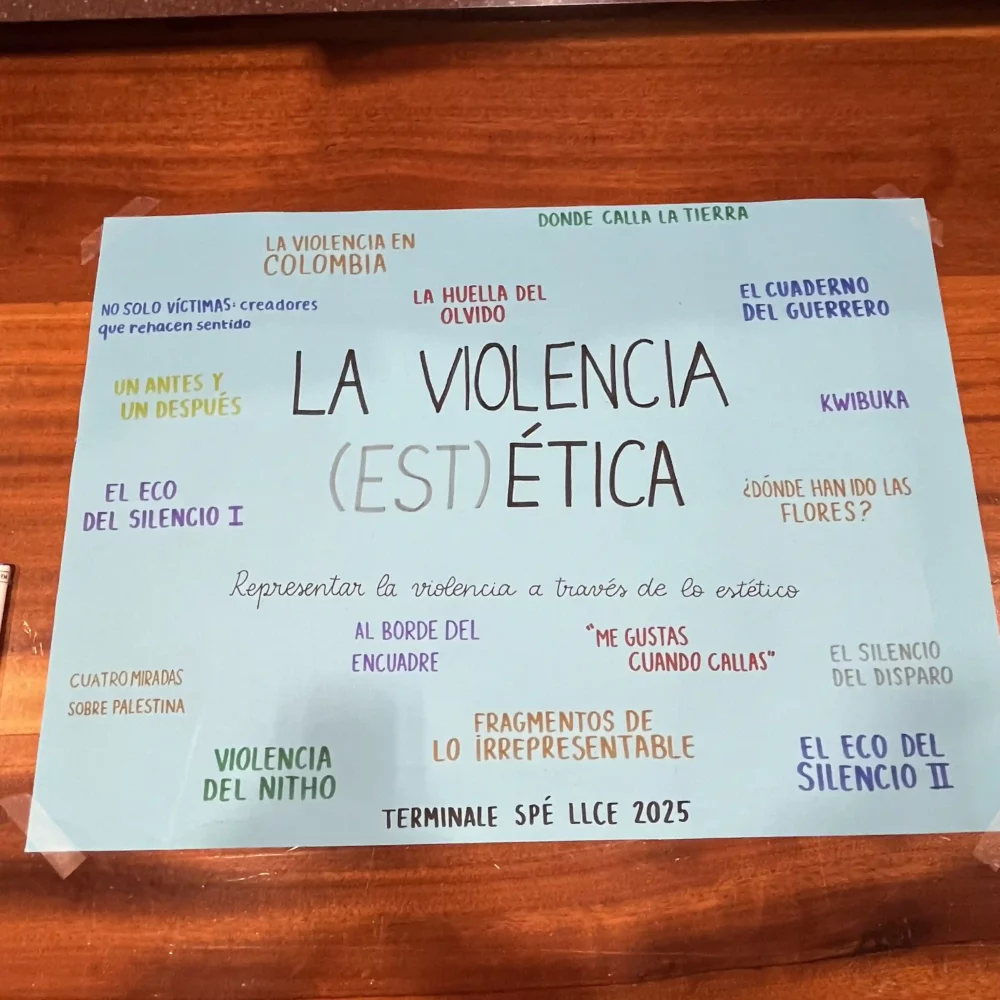 DONDE CALLA LA TIERRA
LA VIOLENCIA EN
COLOMBIA
NO SOLO VÍCTIMAS: creadores
que rehacen sentido
LA HUELLA DEL
OLVIDO
EL CUADERNO
DEL GUERRERO
UN ANTES Y
UN DESPUÉS
LA VIOLENCIA
(EST)ÉTICA
KWIBUKA
EL ECO
DEL SILENCIO I
¿DÓNDE HAN IDO LAS
FLORES?
Representar la violencia a través de lo estético
AL BORDE DEL
ENCUADRE
"ME GUSTAS
CUANDO CALLAS"
EL SILENCIO
DEL DISPARO
CUATRO MIRADAS
SOBRE PALESTINA
FRAGMENTOS DE
LO IRREPRESENTABLE
VIOLENCIA
DEL NITHO
EL ECO DEL
SILENCIO II
TERMINALE SPÉ LLCE 2025